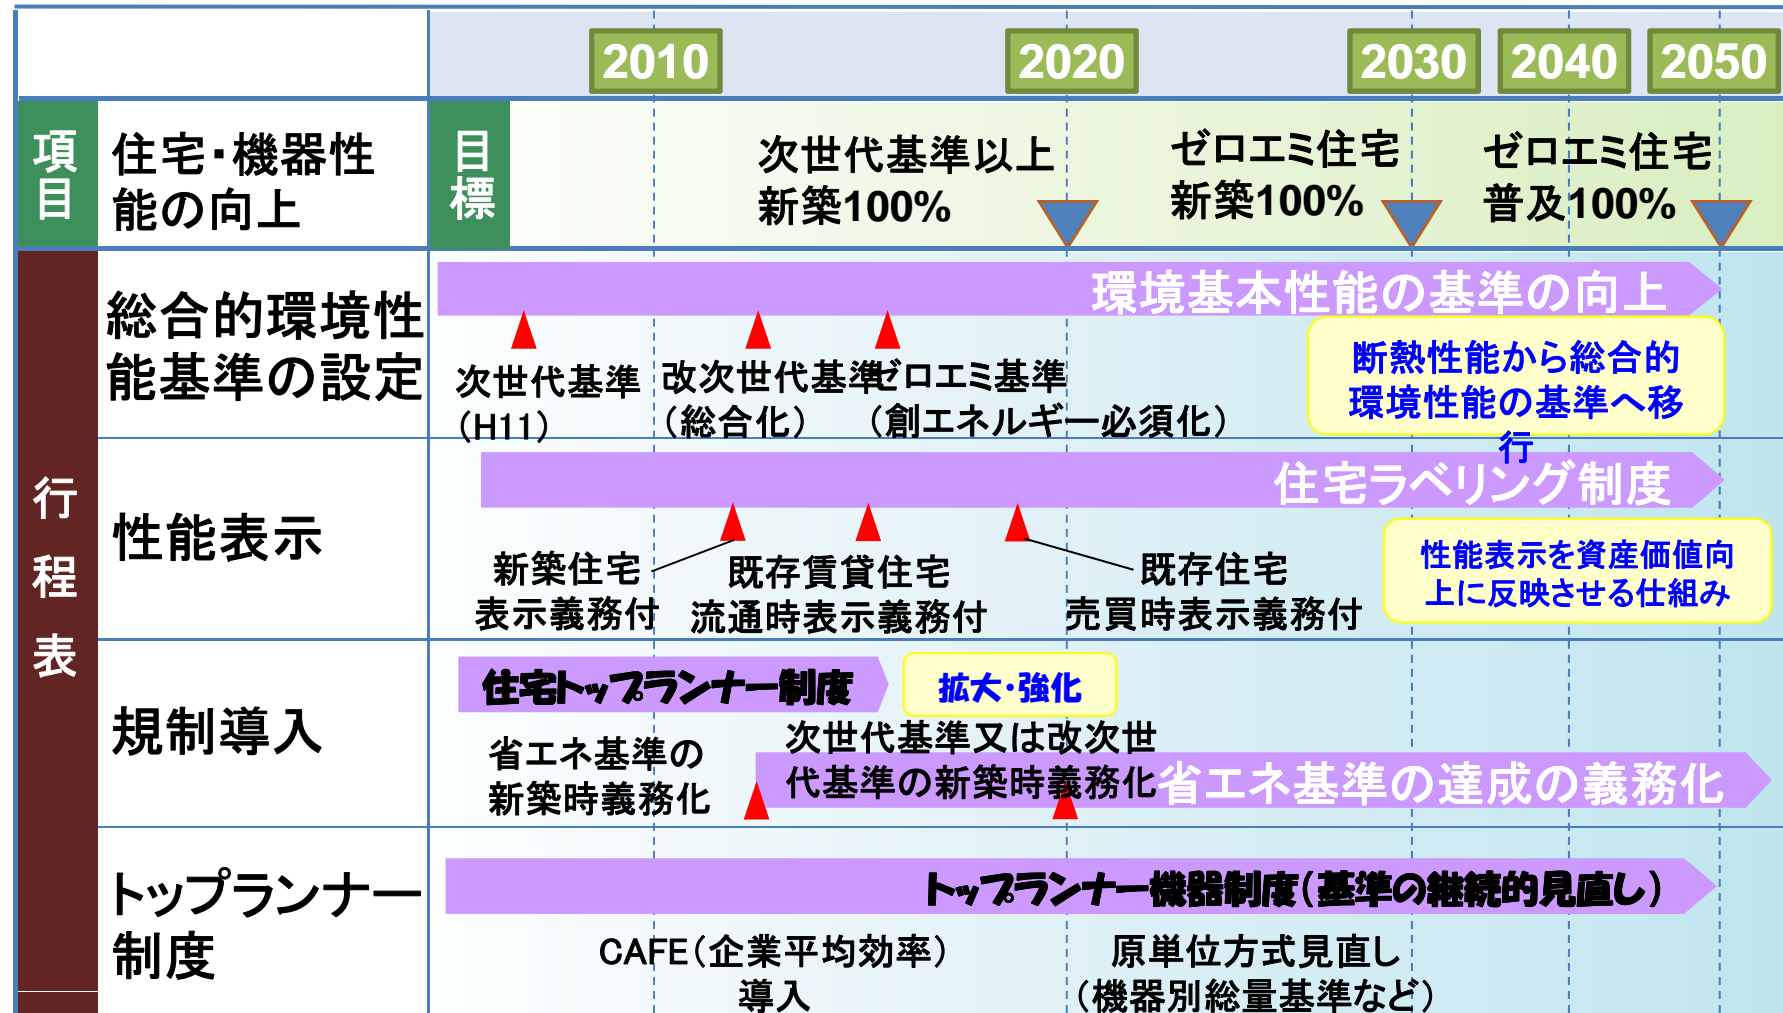 2010
2020
2030
2040
2050
項目
住宅・機器性
能の向上
目標
次世代基準以上
新築100%
ゼロエミ住宅
新築100%
ゼロエミ住宅
普及100%
行程表
総合的環境性
能基準の設定
環境基本性能の基準の向上
次世代基準
（H11）
改次世代基準
（総合化）
ゼロエミ基準
（創エネルギー必須化）
断熱性能から総合的
環境性能の基準へ移
行
性能表示
住宅ラベリング制度
新築住宅
表示義務付
既存賃貸住宅
流通時表示義務付
既存住宅
売買時表示義務付
性能表示を資産価値向
上に反映させる仕組み
規制導入
住宅トップランナー制度
拡大・強化
省エネ基準の
新築時義務化
次世代基準又は改次世
代基準の新築時義務化
省エネ基準の達成の義務化
トップランナー
制度
トップランナー機器制度（基準の継続的見直し）
CAFE（企業平均効率）
導入
原単位方式見直し
（機器別総量基準など）